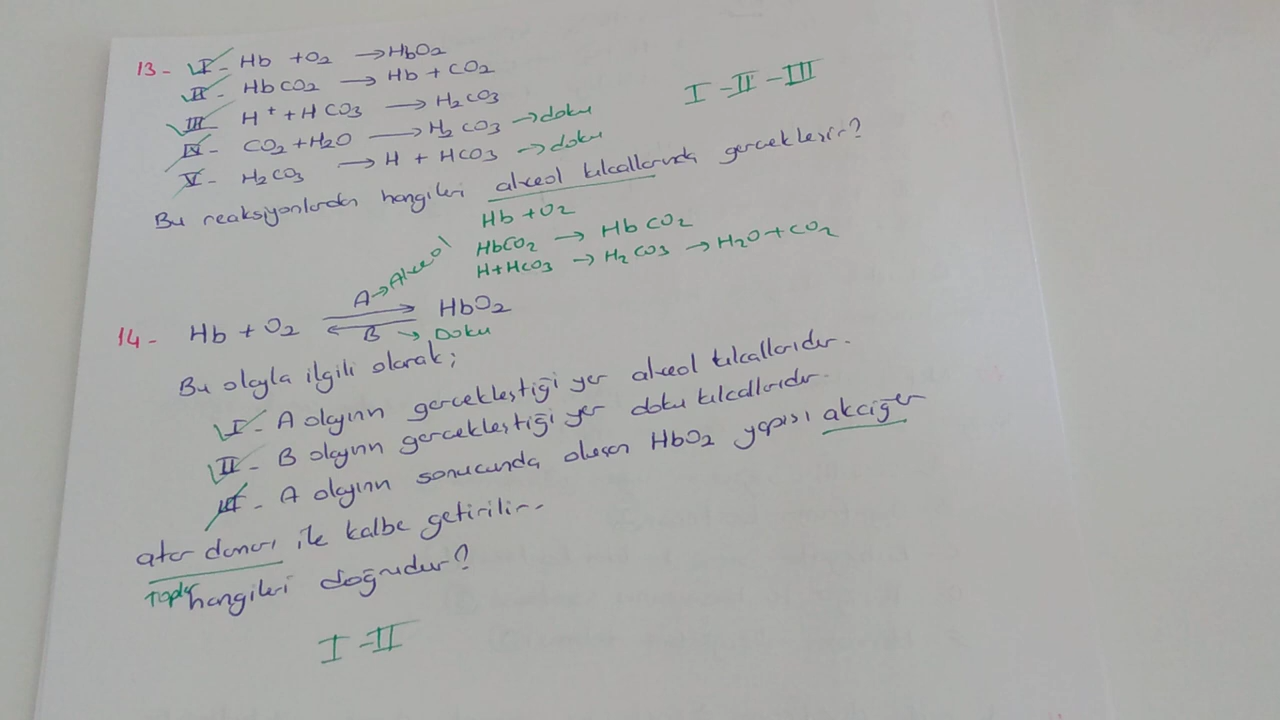 13- I- Hb + O2 → HbO2
II- HbCO2 → Hb + CO2
III- H+ + HCO3 → H2CO3
IV- CO2 + H2O → H2CO3 → doku
V- H2CO3 → H + HCO3 → doku
I - II - III
Bu reaksiyonlardan hangileri alveol kılcallarında gerçekleşir?
Hb + O2
HbCO2 → HbCO2
H+HCO3 → H2CO3 → H2O + CO2
A → Alveol
14- Hb + O2 ⇌ HbO2
B → Doku
Bu olayla ilgili olarak;
I- A olayının gerçekleştiği yer alveol kılcallarıdır.
II- B olayının gerçekleştiği yer doku kılcallarıdır.
III- A olayının sonucunda oluşan HbO2 yapısı akciğer
atar damarı ile kalbe getirilir.
Toplr
hangileri doğrudur?
I - II